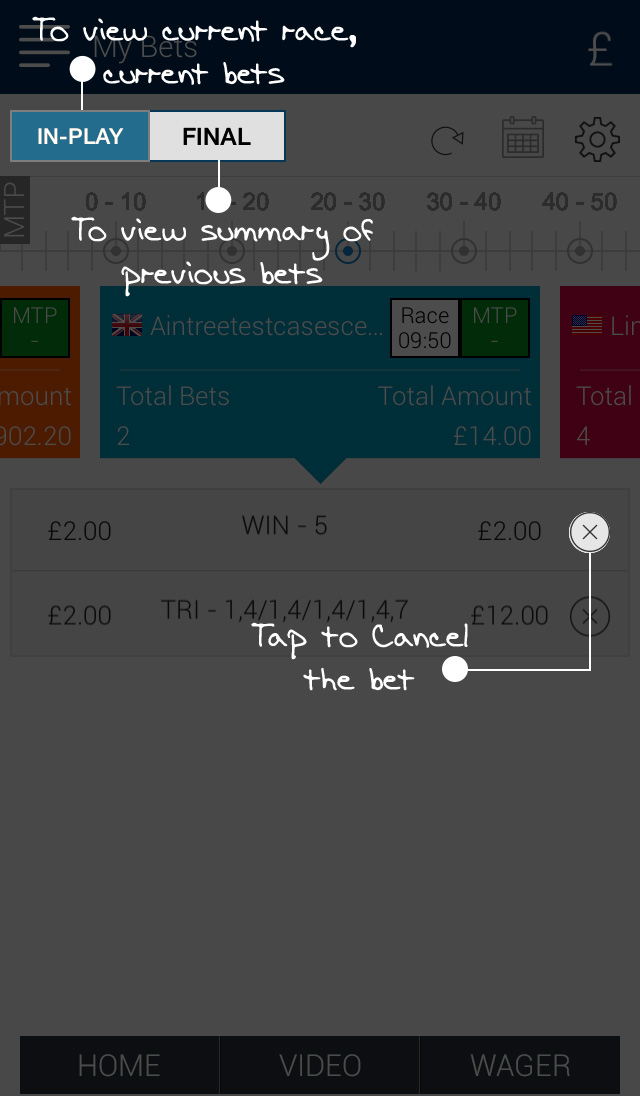 To view current race,
My Bets
£
current bets
IN-PLAY
FINAL
MTP
0 - 10
20
20 - 30
30 - 40
40 - 50
To view summary of
previous bets
MTP
-
Aintreetestcasesce...
Race
09:50
MTP
-
Lin
mount
Total Bets
Total Amount
Total
902.20
2
£14.00
4
£2.00
WIN - 5
£2.00
£2.00
TRI - 1,4/1,4/1,4/1,4,7
£12.00
Tap to Cancel
the bet
HOME
VIDEO
WAGER